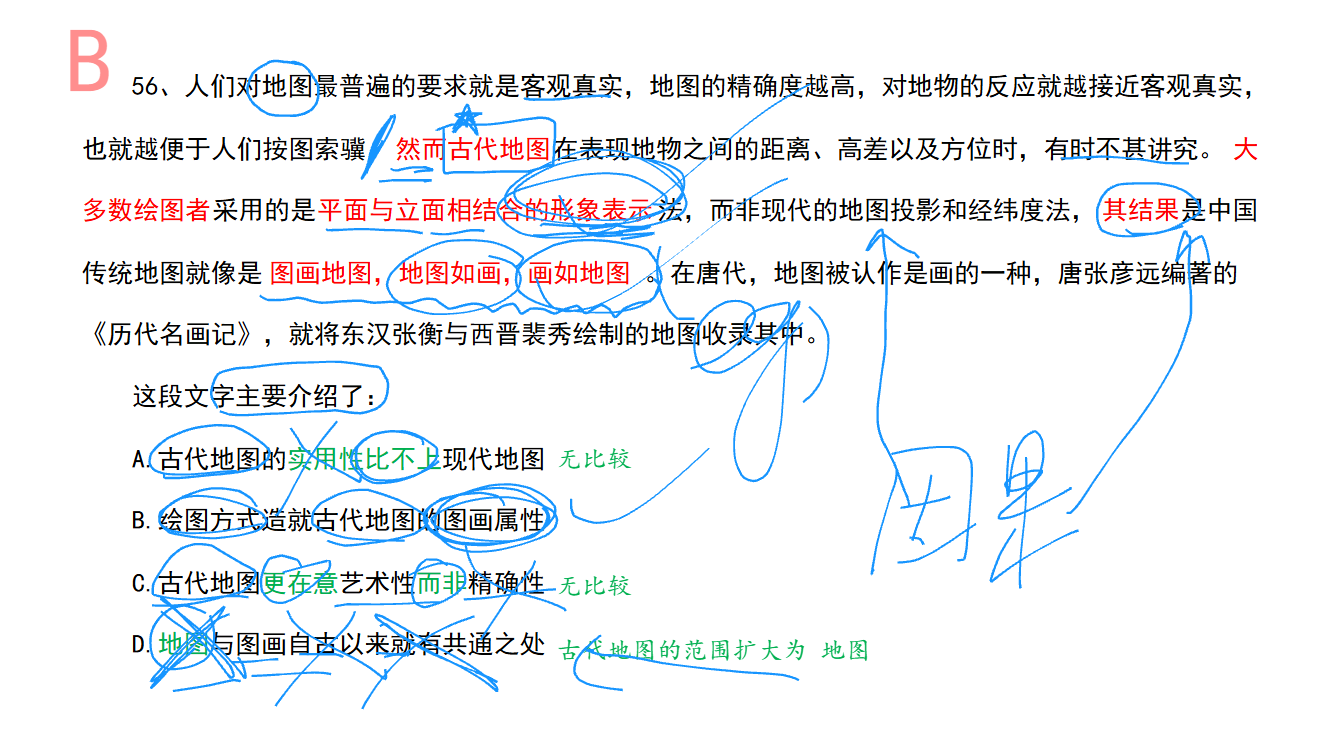 B
56、人们对地图最普遍的要求就是客观真实，地图的精确度越高，对地物的反应就越接近客观真实，
也就越便于人们按图索骥，然而古代地图在表现地物之间的距离、高差以及方位时，有时不甚讲究。大
多数绘图者采用的是平面与立面相结合的形象表示法，而非现代的地图投影和经纬度法，其结果是中国
传统地图就像是图画地图，地图如画，画如地图。在唐代，地图被认作是画的一种，唐张彦远编著的
《历代名画记》，就将东汉张衡与西晋裴秀绘制的地图收录其中。
这段文字主要介绍了：
A.古代地图的实用性比不上现代地图 无比较
B.绘图方式造就古代地图的图画属性
C.古代地图更在意艺术性而非精确性 无比较
D.地图与图画自古以来就有共通之处 古代地图的范围扩大为 地图
因果